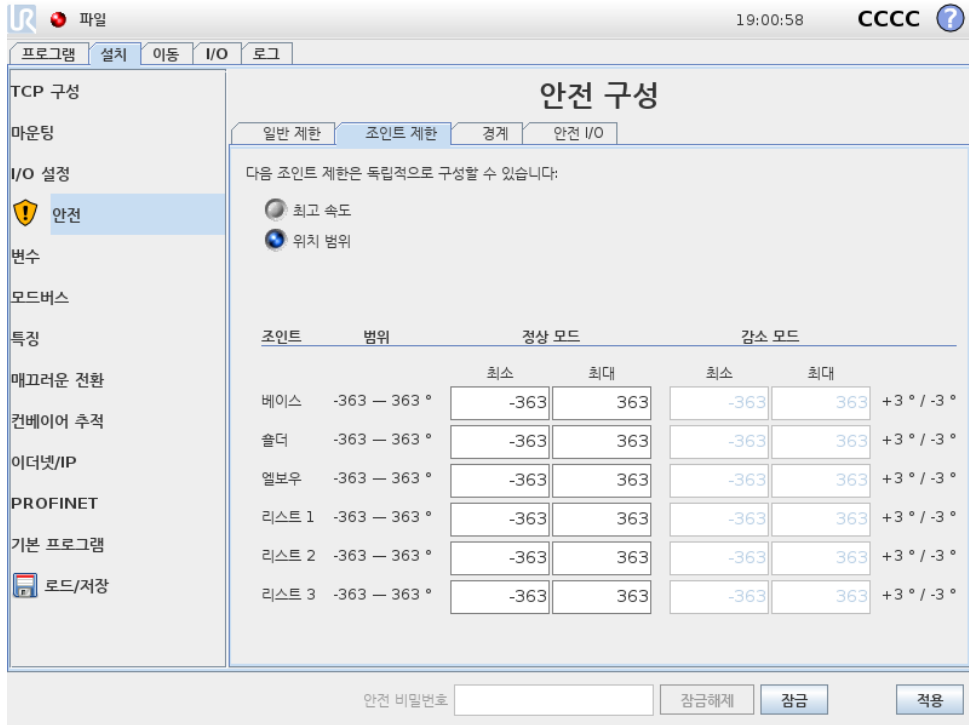 UR 파일 19:00:58 CCCC ?
프로그램 설치 이동 I/O 로그
TCP 구성
마운팅
I/O 설정
안전
변수
모드버스
특징
매끄러운 전환
컨베이어 추적
이더넷/IP
PROFINET
기본 프로그램
로드/저장
안전 구성
일반 제한 조인트 제한 경계 안전 I/O
다음 조인트 제한은 독립적으로 구성할 수 있습니다:
최고 속도
위치 범위
조인트 범위 정상 모드 감소 모드
최소 최대 최소 최대
베이스 -363 — 363 ° -363 363 -363 363 +3 ° / -3 °
숄더 -363 — 363 ° -363 363 -363 363 +3 ° / -3 °
엘보우 -363 — 363 ° -363 363 -363 363 +3 ° / -3 °
리스트 1 -363 — 363 ° -363 363 -363 363 +3 ° / -3 °
리스트 2 -363 — 363 ° -363 363 -363 363 +3 ° / -3 °
리스트 3 -363 — 363 ° -363 363 -363 363 +3 ° / -3 °
안전 비밀번호 잠금해제 잠금 적용